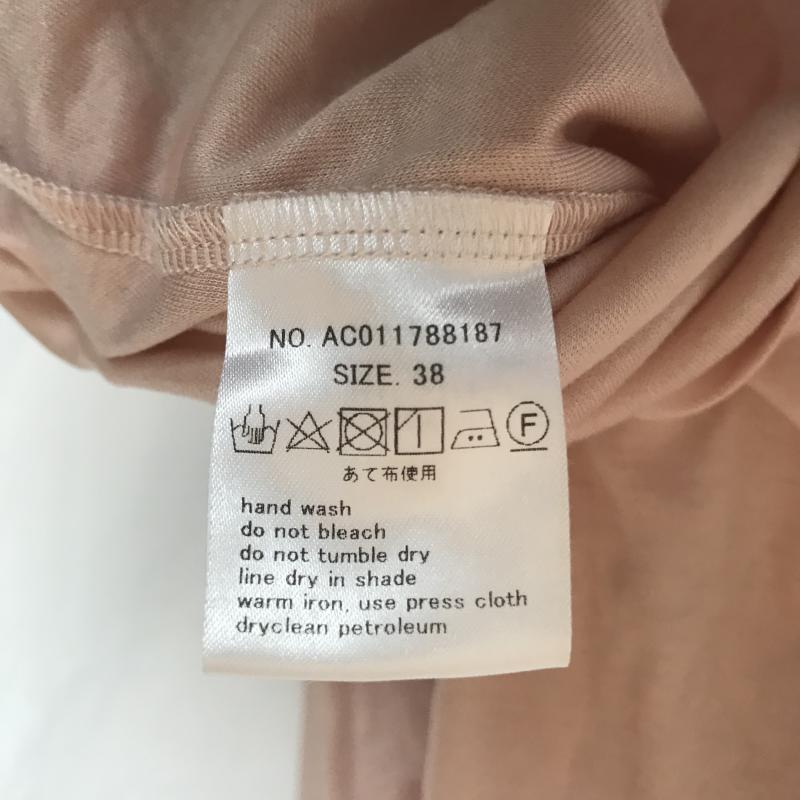 NO. AC011788187
SIZE. 38
F
あて布使用
hand wash
do not bleach
do not tumble dry
line dry in shade
warm iron, use press cloth
dryclean petroleum